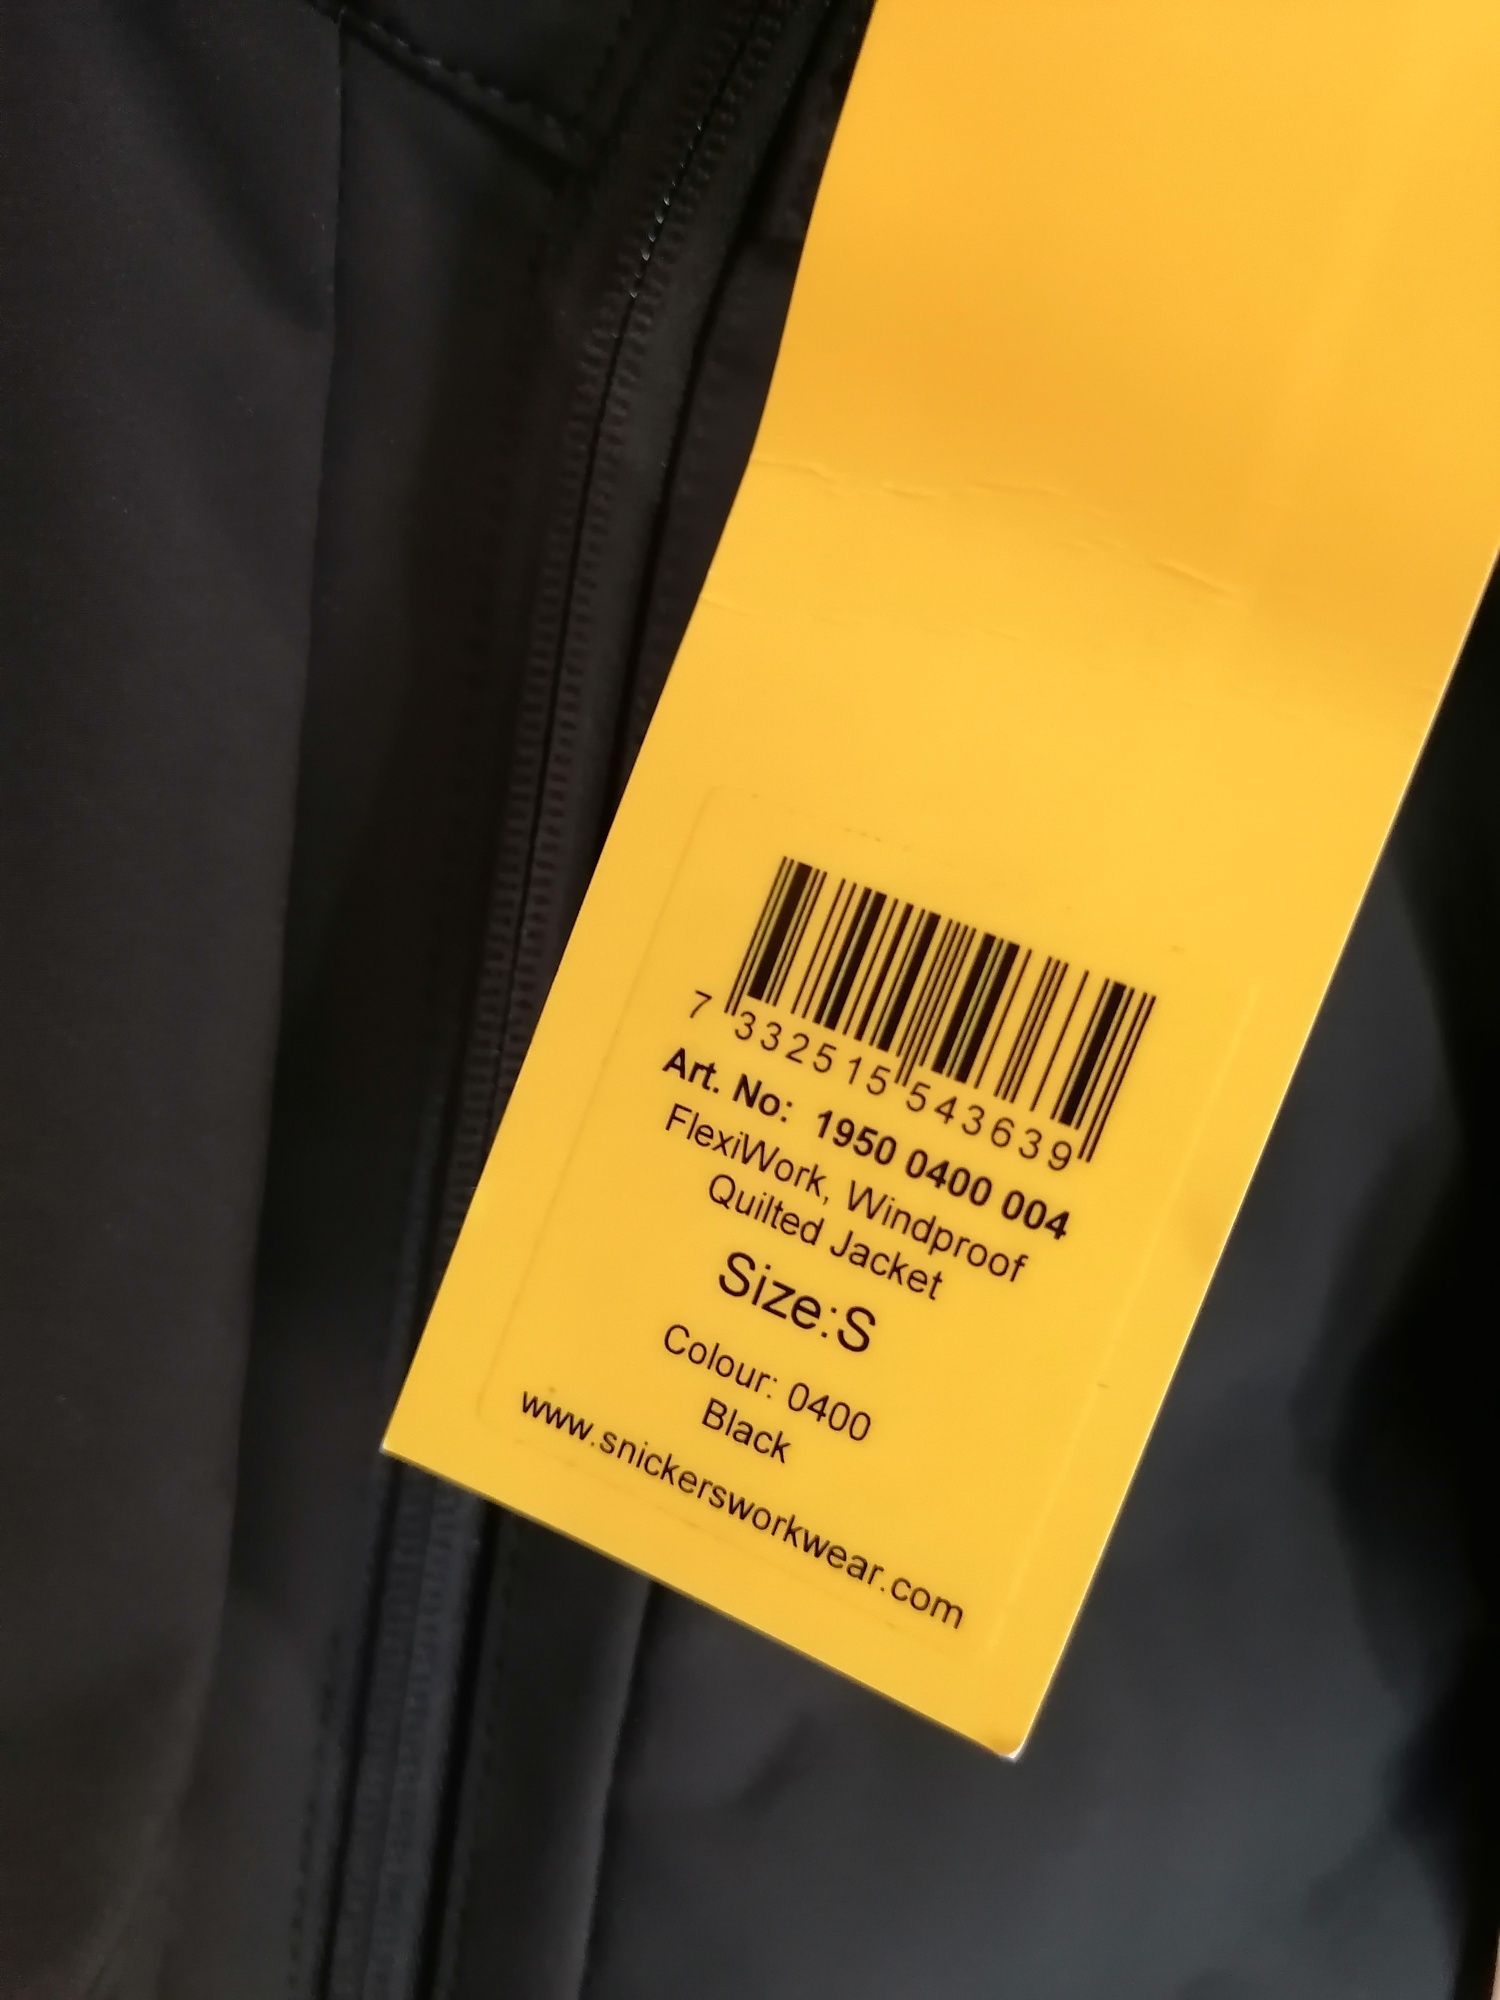 7 332515 543639
Art. No: 1950 0400 004
FlexiWork, Windproof
Quilted Jacket
Size:S
Colour: 0400
Black
www.snickersworkwear.com